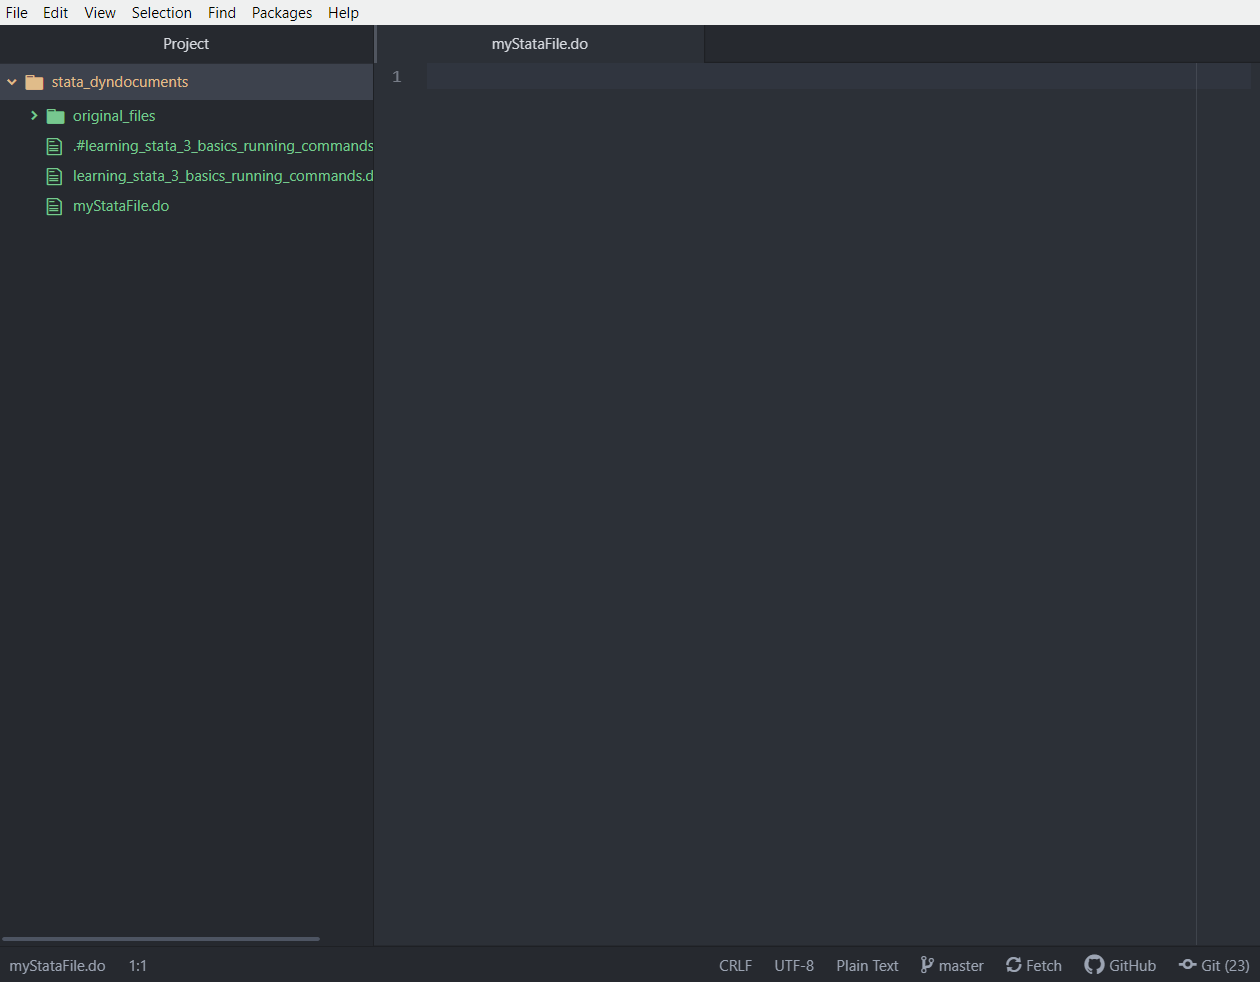 File Edit View Selection Find Packages Help
Project
myStataFile.do
stata_dyndocuments
original_files
.#learning_stata_3_basics_running_commands
learning_stata_3_basics_running_commands.d
myStataFile.do
1
myStataFile.do 1:1 CRLF UTF-8 Plain Text master Fetch GitHub Git (23)